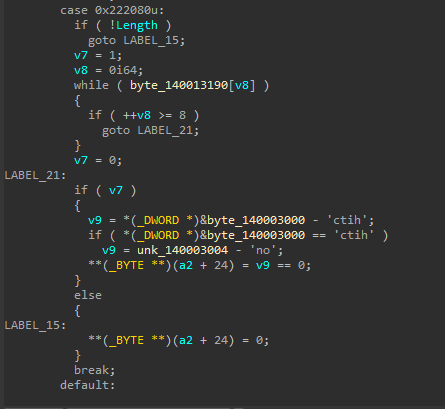 case 0x222080u:
if ( !Length )
goto LABEL_15;
v7 = 1;
v8 = 0i64;
while ( byte_140013190[v8] )
{
if ( ++v8 >= 8 )
goto LABEL_21;
}
v7 = 0;
LABEL_21:
if ( v7 )
{
v9 = *(_DWORD *)&byte_140003000 - 'ctih';
if ( *(_DWORD *)&byte_140003000 == 'ctih' )
v9 = unk_140003004 - 'no';
**(_BYTE **)(a2 + 24) = v9 == 0;
}
else
{
LABEL_15:
**(_BYTE **)(a2 + 24) = 0;
}
break;
default: